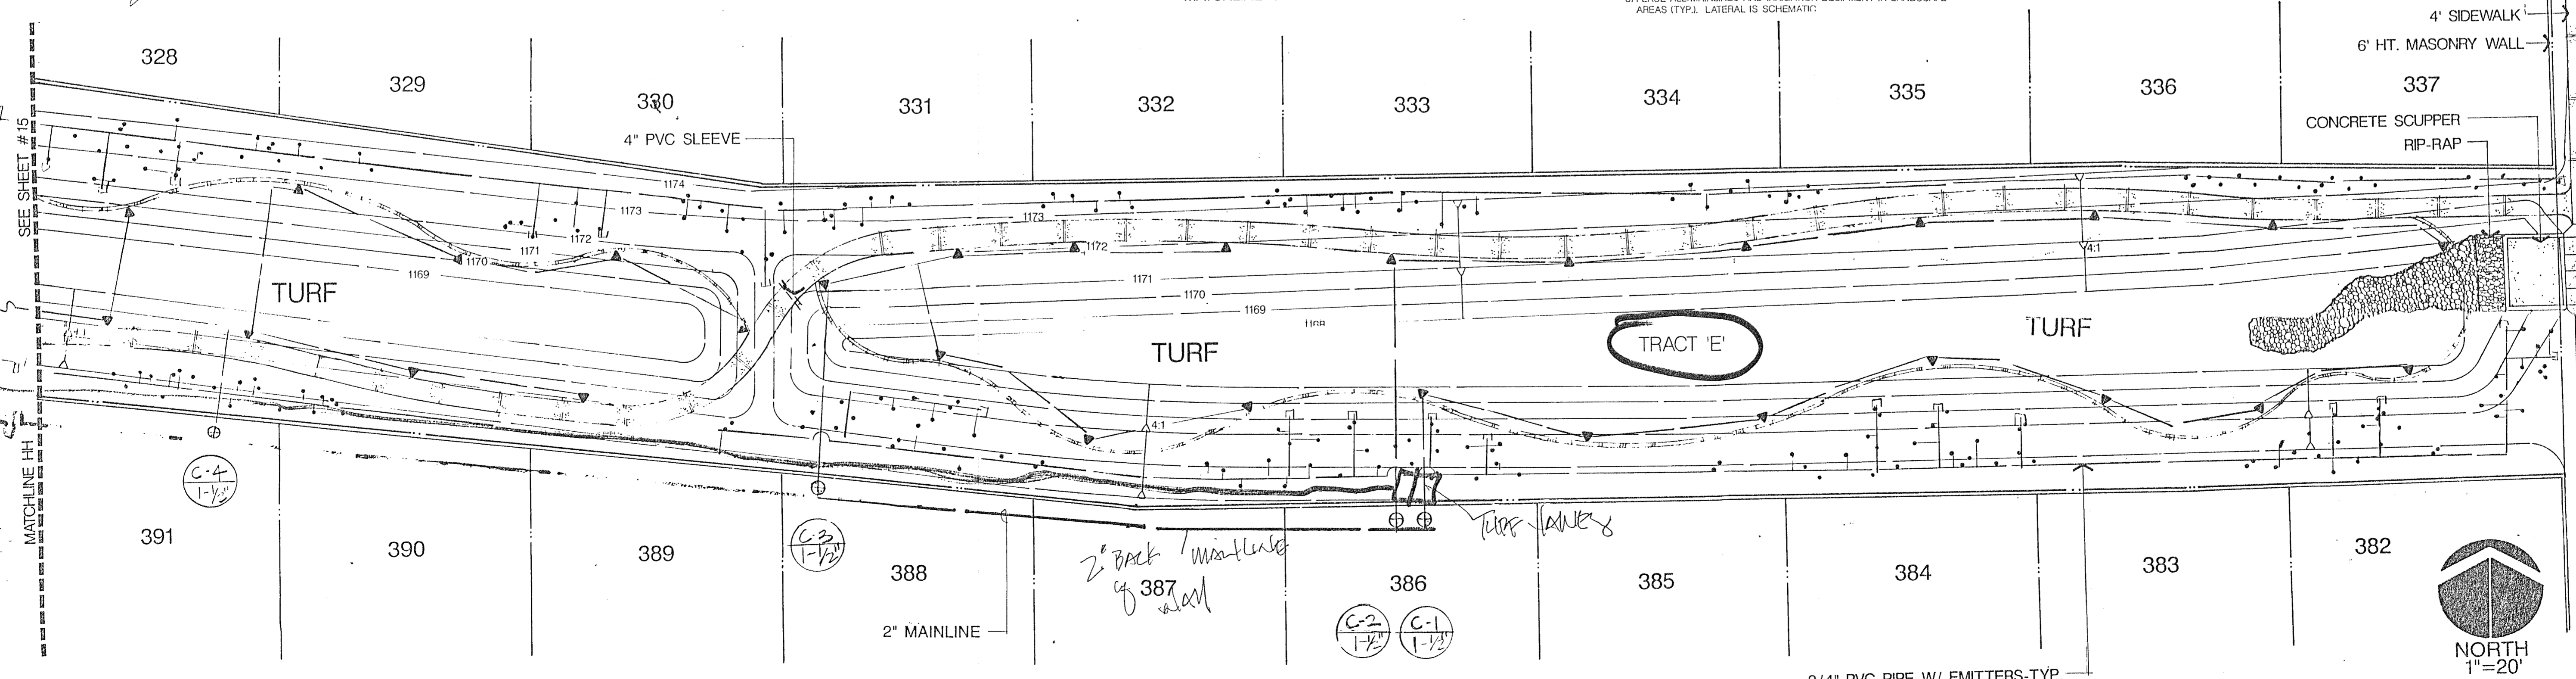 AREAS (TYP.). LATERAL IS SCHEMATIC
4' SIDEWALK
6' HT. MASONRY WALL
328
329
330
331
332
333
334
335
336
337
4" PVC SLEEVE
CONCRETE SCUPPER
RIP-RAP
SEE SHEET #15
MATCHLINE HH
1174
1173
1172
1171
1170
1169
1173
1172
1171
1170
1169
4:1
TURF
TURF
TRACT 'E'
TURF
4:1
C-4
1-1/2"
C-3
1-1/2"
2" BACK MAINLINE
of wall
TURF VALVES
391
390
389
388
387
386
385
384
383
382
2" MAINLINE
C-2
1-1/2"
C-1
1-1/2"
3/4" PVC PIPE W/ EMITTERS-TYP
NORTH
1"=20'